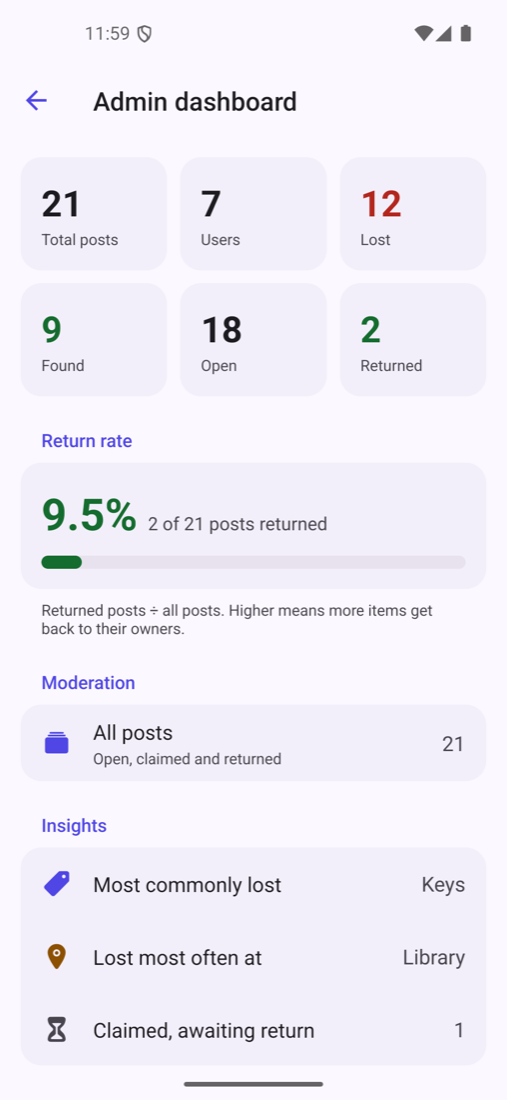 11:59
Admin dashboard
21
Total posts
7
Users
12
Lost
9
Found
18
Open
2
Returned
Return rate
9.5% 2 of 21 posts returned
Returned posts ÷ all posts. Higher means more items get
back to their owners.
Moderation
All posts
Open, claimed and returned
21
Insights
Most commonly lost Keys
Lost most often at Library
Claimed, awaiting return 1